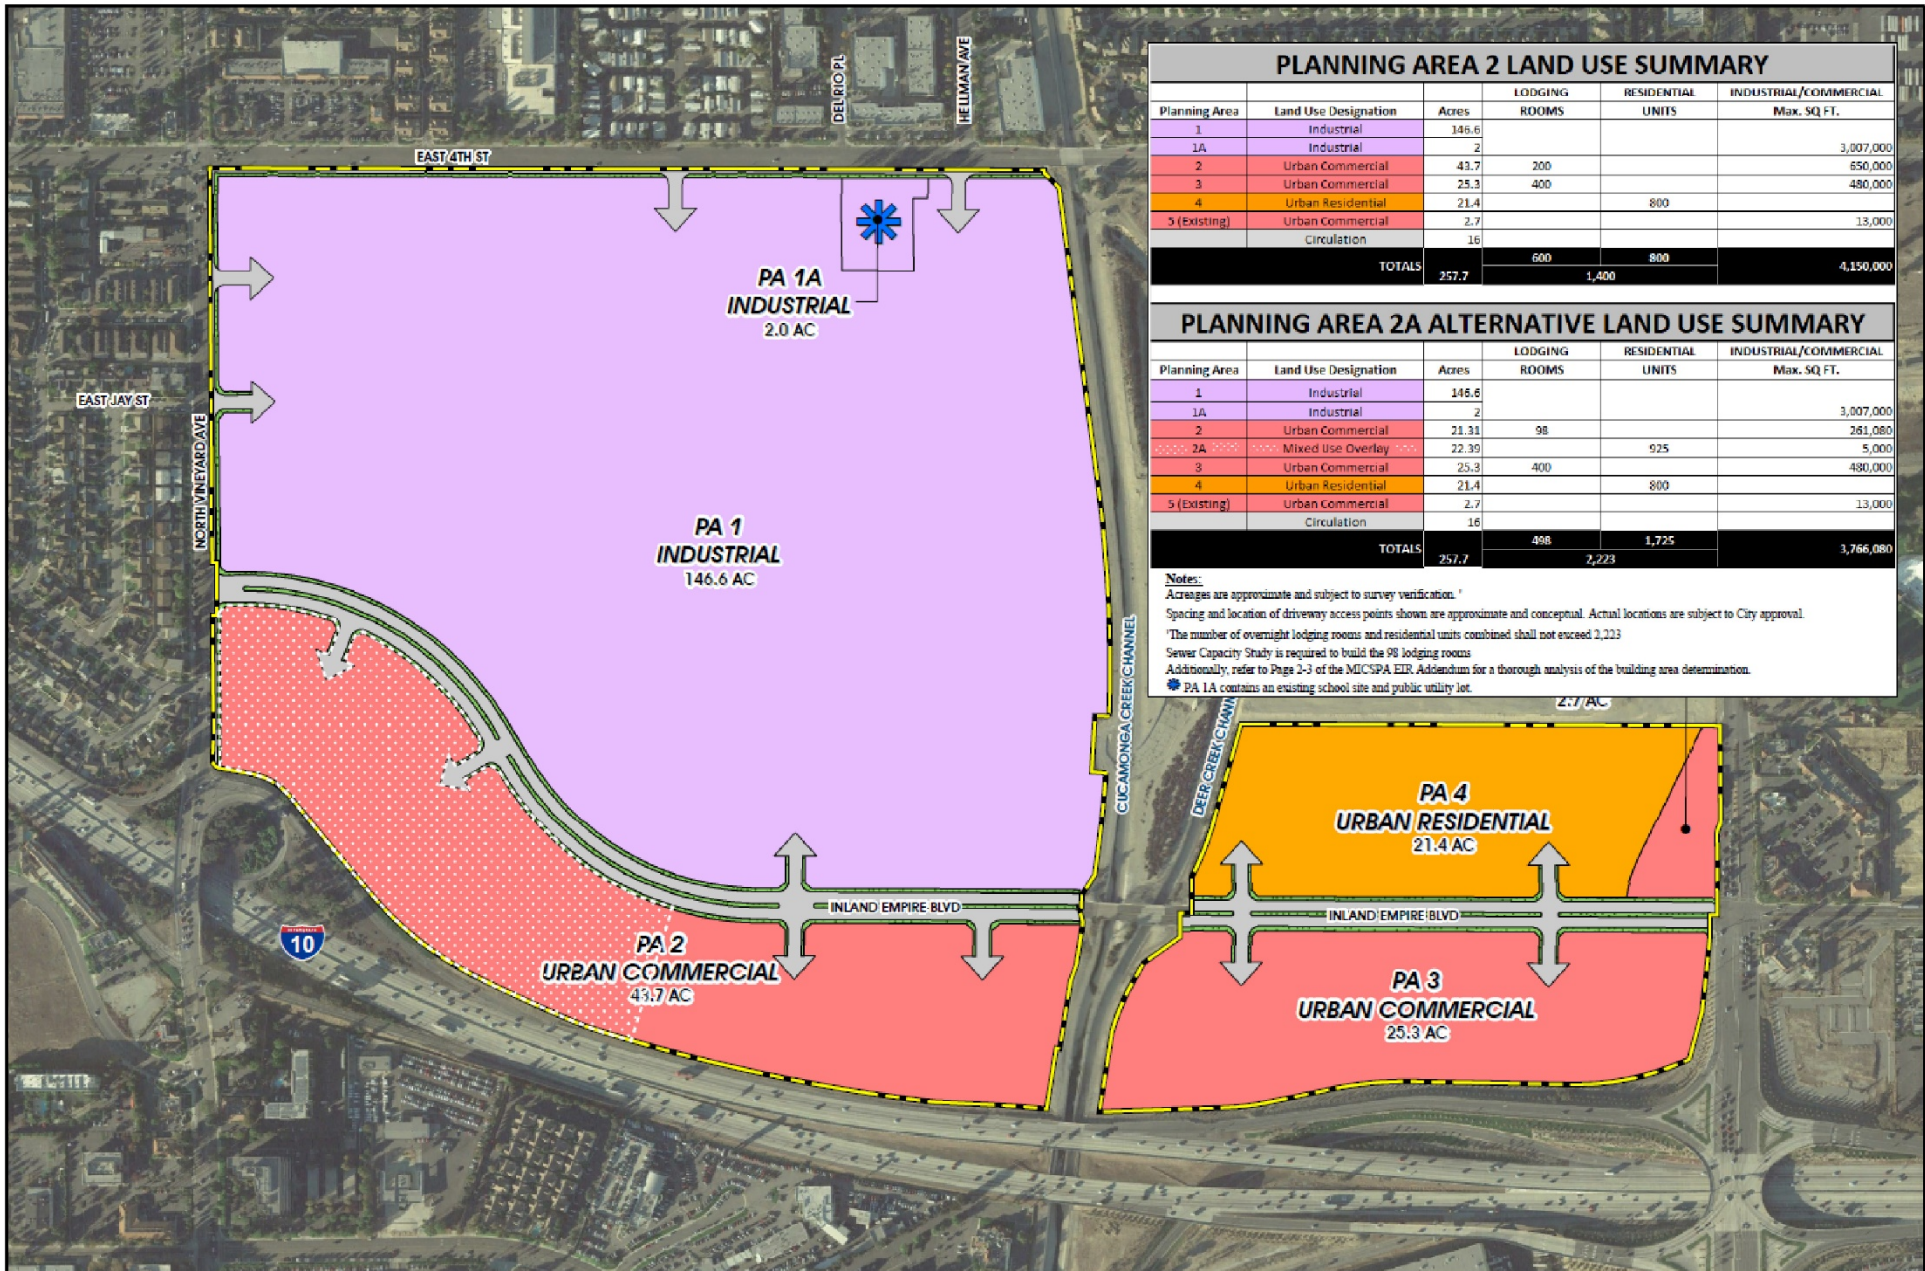 DEL RIO PL
HELLMAN AVE
EAST 4TH ST
PA 1A
INDUSTRIAL
2.0 AC
EAST JAY ST
NORTH VINEYARD AVE
PA 1
INDUSTRIAL
146.6 AC
CUCAMONGA CREEK CHANNEL
DEER CREEK CHANN
PLANNING AREA 2 LAND USE SUMMARY
LODGING RESIDENTIAL INDUSTRIAL/COMMERCIAL
Planning Area Land Use Designation Acres ROOMS UNITS Max. SQ FT.
1 Industrial 146.6
1A Industrial 2 3,007,000
2 Urban Commercial 43.7 200 650,000
3 Urban Commercial 25.3 400 480,000
4 Urban Residential 21.4 800
5 (Existing) Urban Commercial 2.7 13,000
Circulation 16
TOTALS 257.7 600 800 4,150,000
1,400
PLANNING AREA 2A ALTERNATIVE LAND USE SUMMARY
LODGING RESIDENTIAL INDUSTRIAL/COMMERCIAL
Planning Area Land Use Designation Acres ROOMS UNITS Max. SQ FT.
1 Industrial 146.6
1A Industrial 2 3,007,000
2 Urban Commercial 21.31 98 261,080
2A Mixed Use Overlay 22.39 925 5,000
3 Urban Commercial 25.3 400 480,000
4 Urban Residential 21.4 800
5 (Existing) Urban Commercial 2.7 13,000
Circulation 16
TOTALS 257.7 498 1,725 3,766,080
2,223
Notes:
Acreages are approximate and subject to survey verification. '
Spacing and location of driveway access points shown are approximate and conceptual. Actual locations are subject to City approval.
'The number of overnight lodging rooms and residential units combined shall not exceed 2,223
Sewer Capacity Study is required to build the 98 lodging rooms
Additionally, refer to Page 2-3 of the MICSPA EIR Addendum for a thorough analysis of the building area determination.
PA 1A contains an existing school site and public utility lot.
2.7 AC
PA 4
URBAN RESIDENTIAL
21.4 AC
INLAND EMPIRE BLVD
INLAND EMPIRE BLVD
10
PA 2
URBAN COMMERCIAL
43.7 AC
PA 3
URBAN COMMERCIAL
25.3 AC